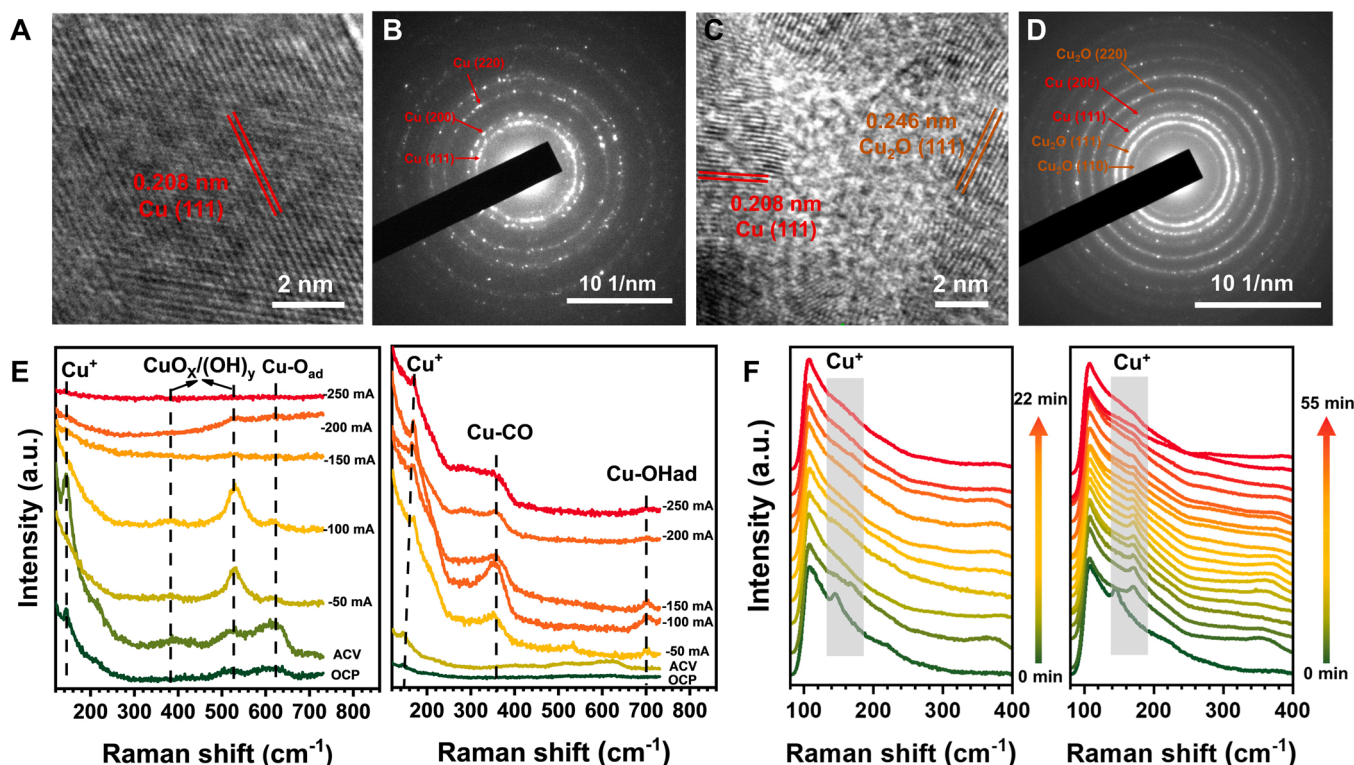 A
0.208 nm
Cu (111)
2 nm
B
Cu (220)
Cu (200)
Cu (111)
10 1/nm
C
0.246 nm
Cu₂O (111)
0.208 nm
Cu (111)
2 nm
D
Cu₂O (220)
Cu (200)
Cu (111)
Cu₂O (111)
Cu₂O (110)
10 1/nm
E
Intensity (a.u.)
Cu⁺
CuOₓ/(OH)ᵧ
Cu-Oad
-250 mA
-200 mA
-150 mA
-100 mA
-50 mA
ACV
OCP
200 400 600 800
Raman shift (cm⁻¹)
Cu⁺
Cu-CO
Cu-OHad
-250 mA
-200 mA
-150 mA
-100 mA
-50 mA
ACV
OCP
200 400 600 800
Raman shift (cm⁻¹)
F
Intensity (a.u.)
Cu⁺
22 min
0 min
100 200 300 400
Raman shift (cm⁻¹)
Cu⁺
55 min
0 min
100 200 300 400
Raman shift (cm⁻¹)